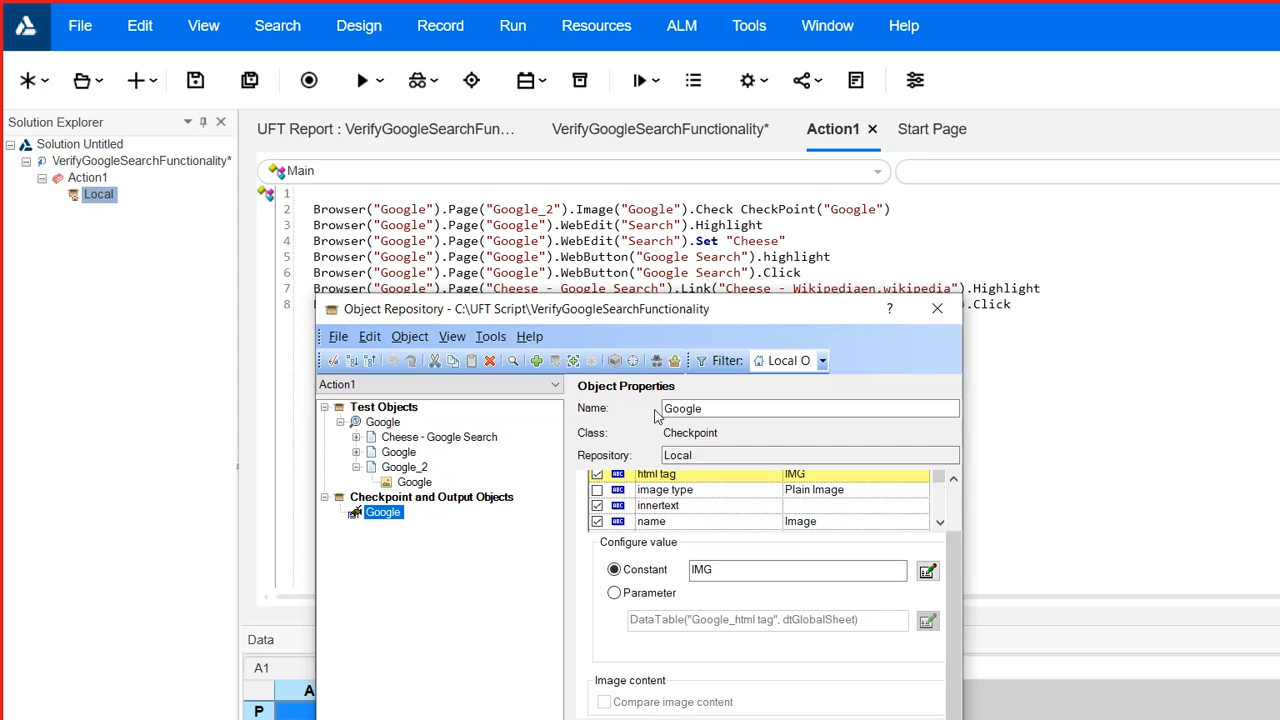 File Edit View Search Design Record Run Resources ALM Tools Window Help
Solution Explorer
Solution Untitled
VerifyGoogleSearchFunctionality*
Action1
Local
UFT Report : VerifyGoogleSearchFun... VerifyGoogleSearchFunctionality* Action1 Start Page
Main
1
2 Browser("Google").Page("Google_2").Image("Google").Check CheckPoint("Google")
3 Browser("Google").Page("Google").WebEdit("Search").Highlight
4 Browser("Google").Page("Google").WebEdit("Search").Set "Cheese"
5 Browser("Google").Page("Google").WebButton("Google Search").highlight
6 Browser("Google").Page("Google").WebButton("Google Search").Click
7 Browser("Google").Page("Cheese - Google Search").Link("Cheese - Wikipediaen.wikipedia").Highlight
8 ).Click
Object Repository - C:\UFT Script\VerifyGoogleSearchFunctionality
File Edit Object View Tools Help
Filter: Local O
Action1
Test Objects
Google
Cheese - Google Search
Google
Google_2
Google
Checkpoint and Output Objects
Google
Object Properties
Name: Google
Class: Checkpoint
Repository: Local
ABC html tag IMG
ABC image type Plain Image
ABC innertext
ABC name Image
Configure value
Constant IMG
Parameter
DataTable("Google_html tag", dtGlobalSheet)
Image content
Compare image content
Data
A1
A
P